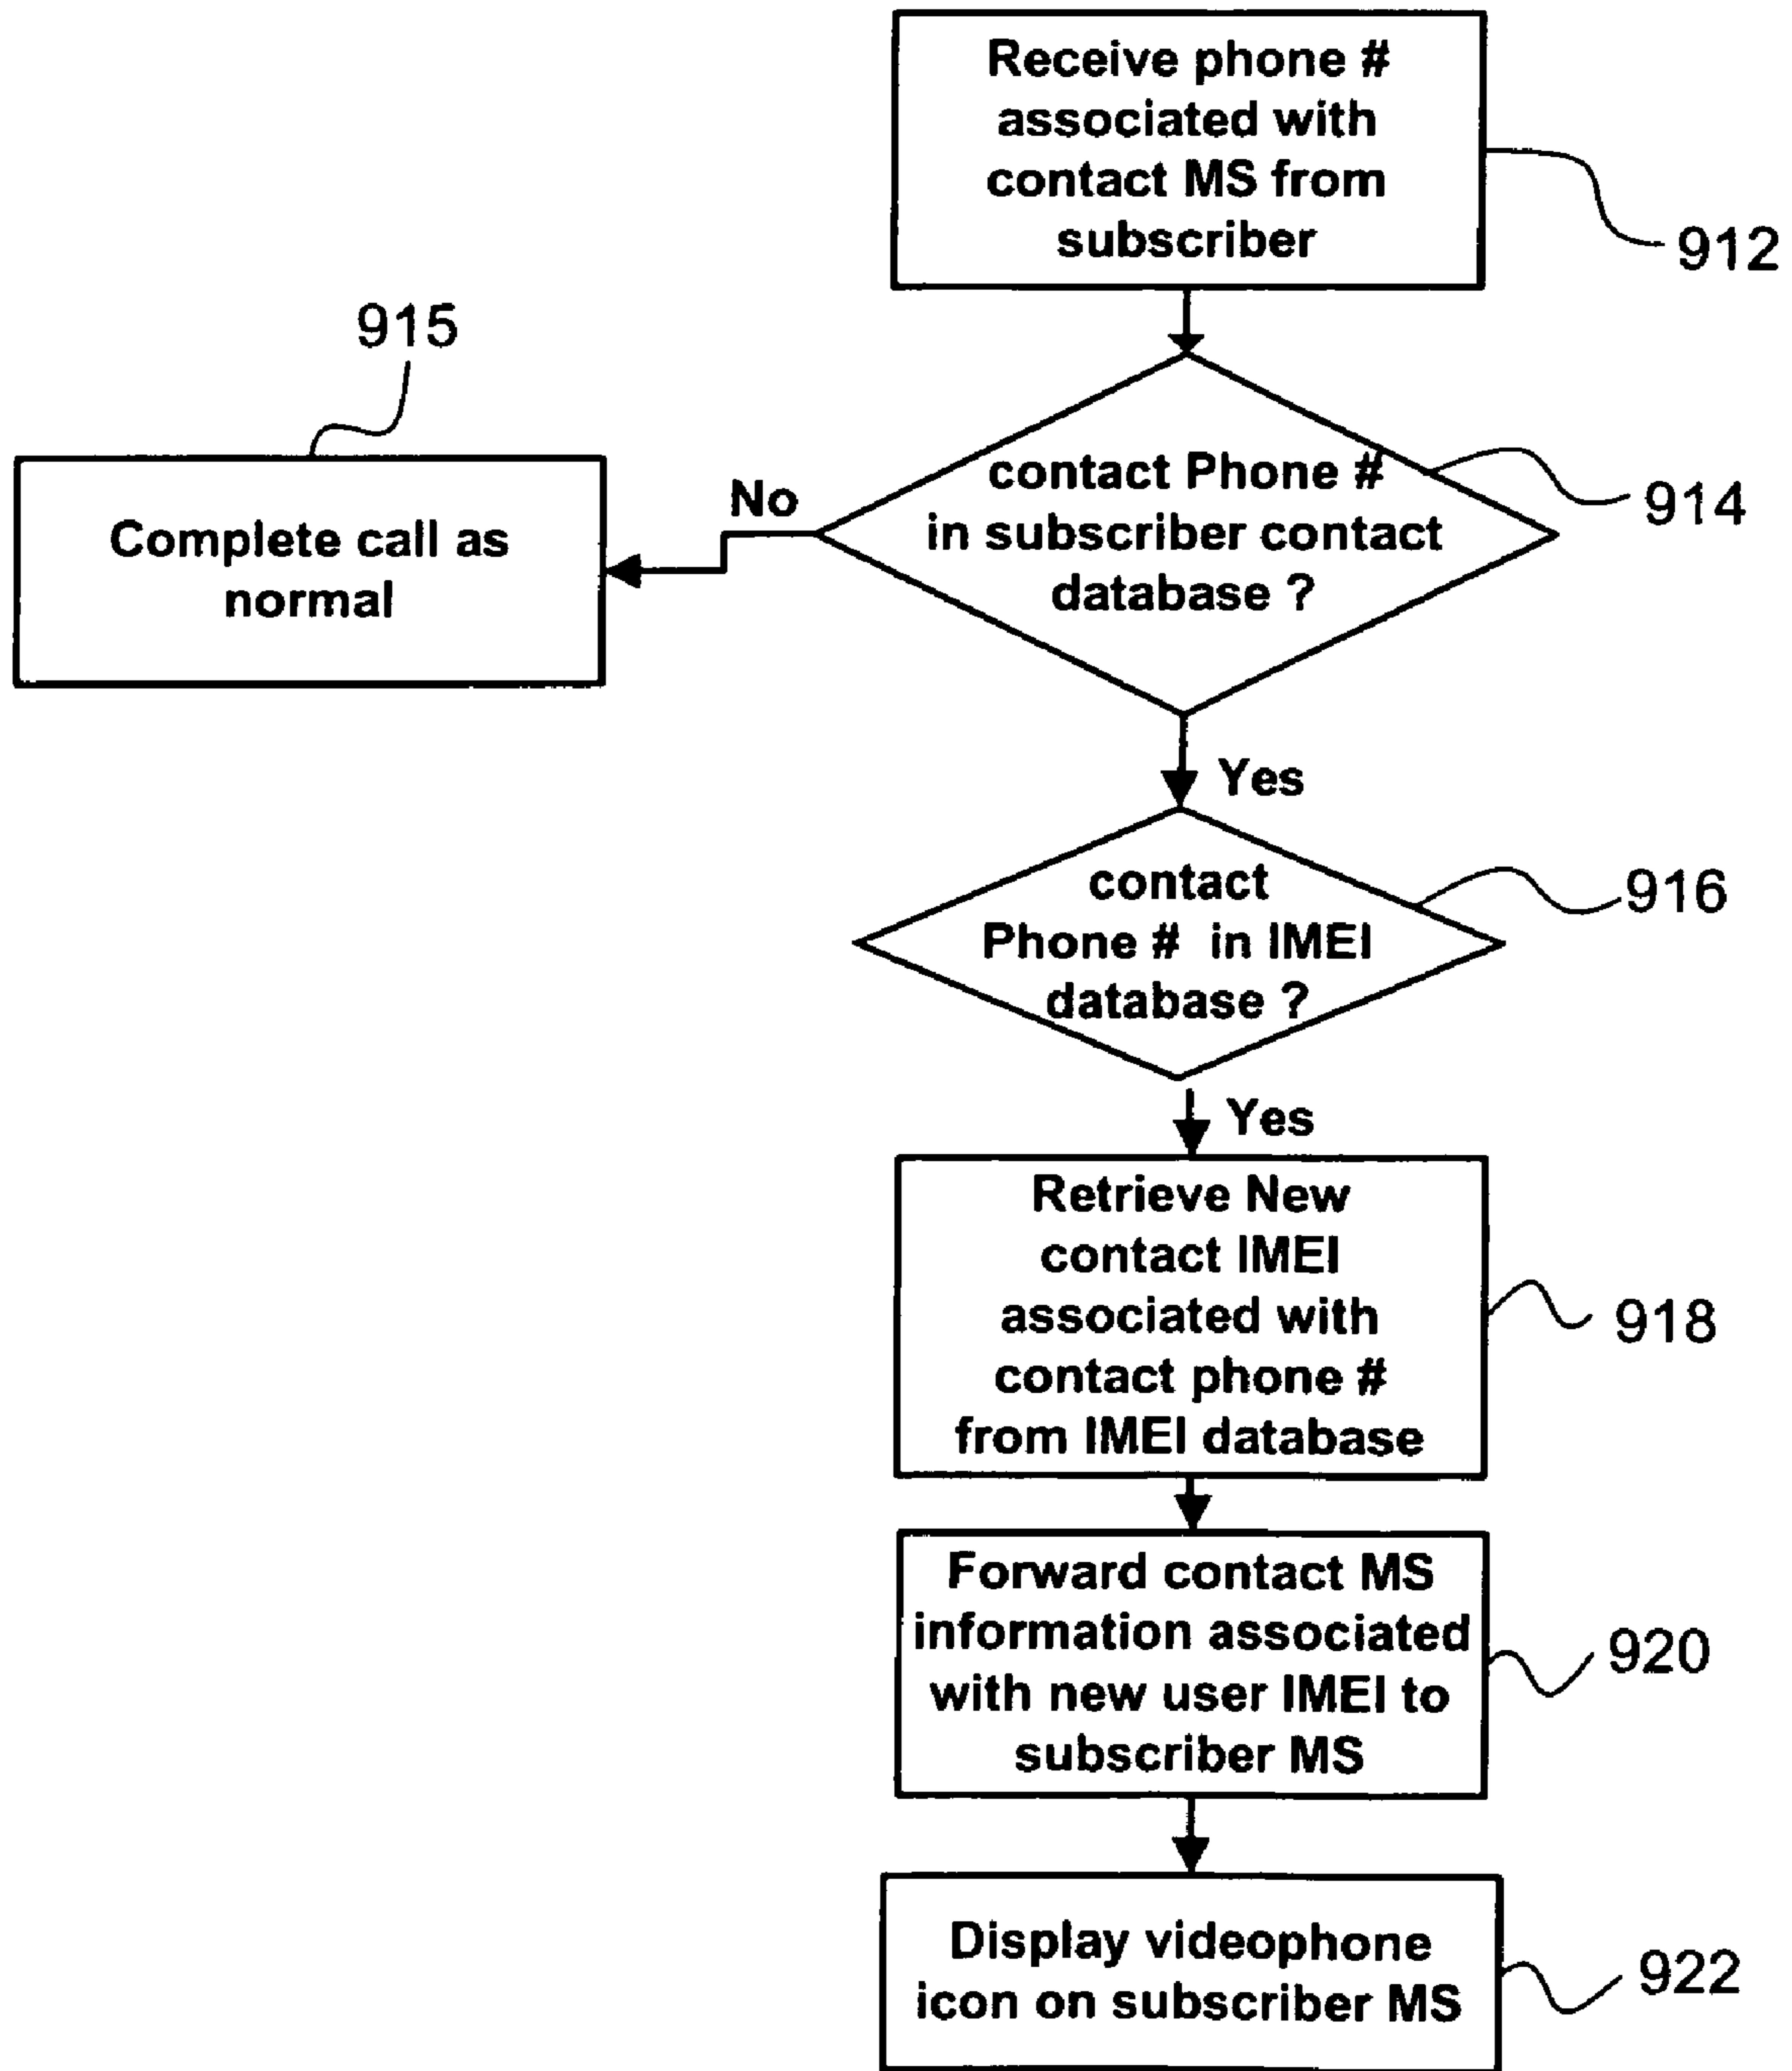 Receive phone #
associated with
contact MS from
subscriber
912
915
contact Phone #
in subscriber contact
database ?
914
No
Complete call as
normal
Yes
contact
Phone # in IMEI
database ?
916
Yes
Retrieve New
contact IMEI
associated with
contact phone #
from IMEI database
918
Forward contact MS
information associated
with new user IMEI to
subscriber MS
920
Display videophone
icon on subscriber MS
922